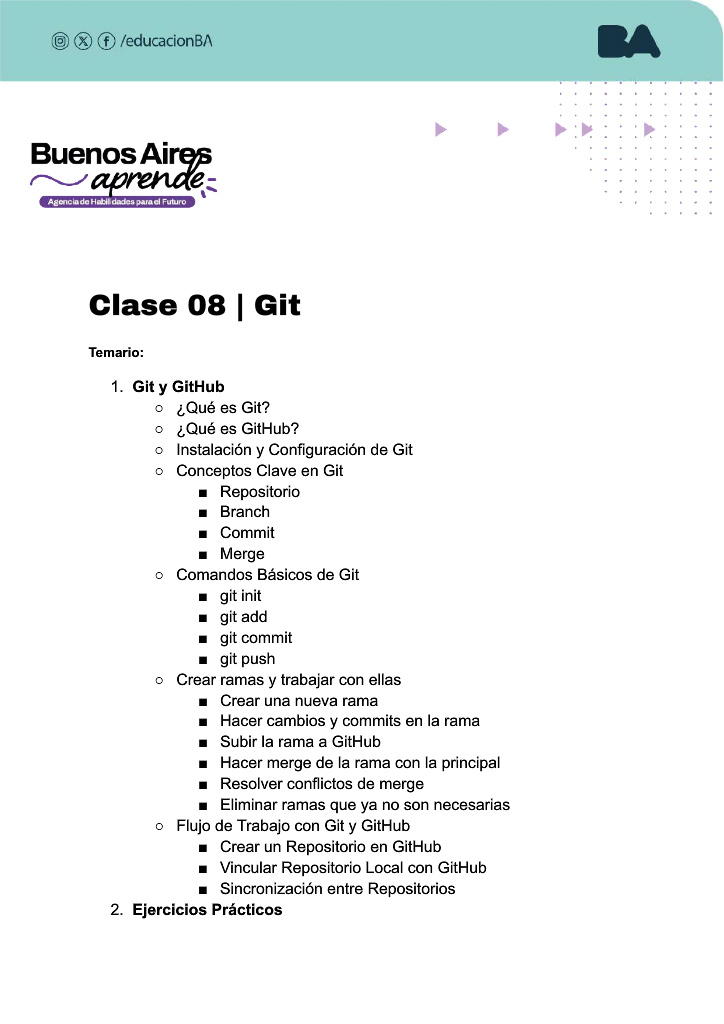 /educacionBA
BA
Buenos Aires
aprende
Agencia de Habilidades para el Futuro
Clase 08 | Git
Temario:
1. Git y GitHub
○ ¿Qué es Git?
○ ¿Qué es GitHub?
○ Instalación y Configuración de Git
○ Conceptos Clave en Git
■ Repositorio
■ Branch
■ Commit
■ Merge
○ Comandos Básicos de Git
■ git init
■ git add
■ git commit
■ git push
○ Crear ramas y trabajar con ellas
■ Crear una nueva rama
■ Hacer cambios y commits en la rama
■ Subir la rama a GitHub
■ Hacer merge de la rama con la principal
■ Resolver conflictos de merge
■ Eliminar ramas que ya no son necesarias
○ Flujo de Trabajo con Git y GitHub
■ Crear un Repositorio en GitHub
■ Vincular Repositorio Local con GitHub
■ Sincronización entre Repositorios
2. Ejercicios Prácticos